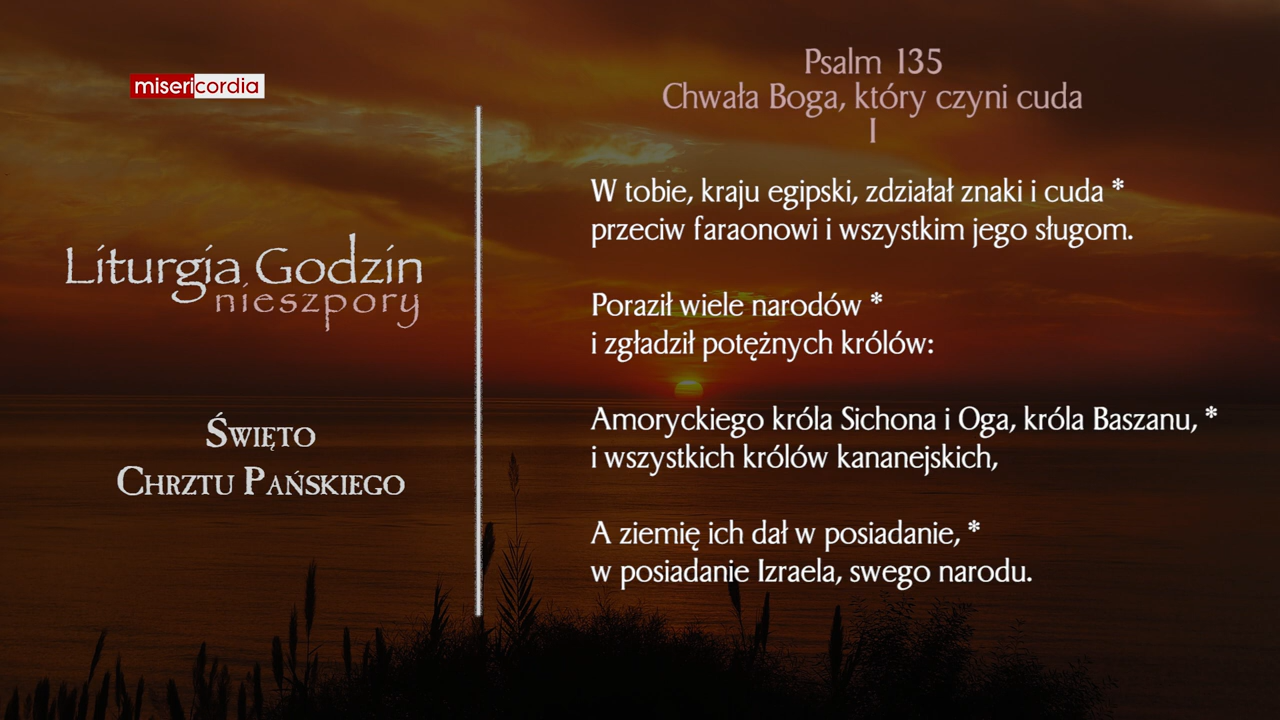 misericordia
Liturgia Godzin
nieszpory
Święto
Chrztu Pańskiego
Psalm 135
Chwała Boga, który czyni cuda
I
W tobie, kraju egipski, zdziałał znaki i cuda *
przeciw faraonowi i wszystkim jego sługom.
Poraził wiele narodów *
i zgładził potężnych królów:
Amoryckiego króla Sichona i Oga, króla Baszanu, *
i wszystkich królów kananejskich,
A ziemię ich dał w posiadanie, *
w posiadanie Izraela, swego narodu.